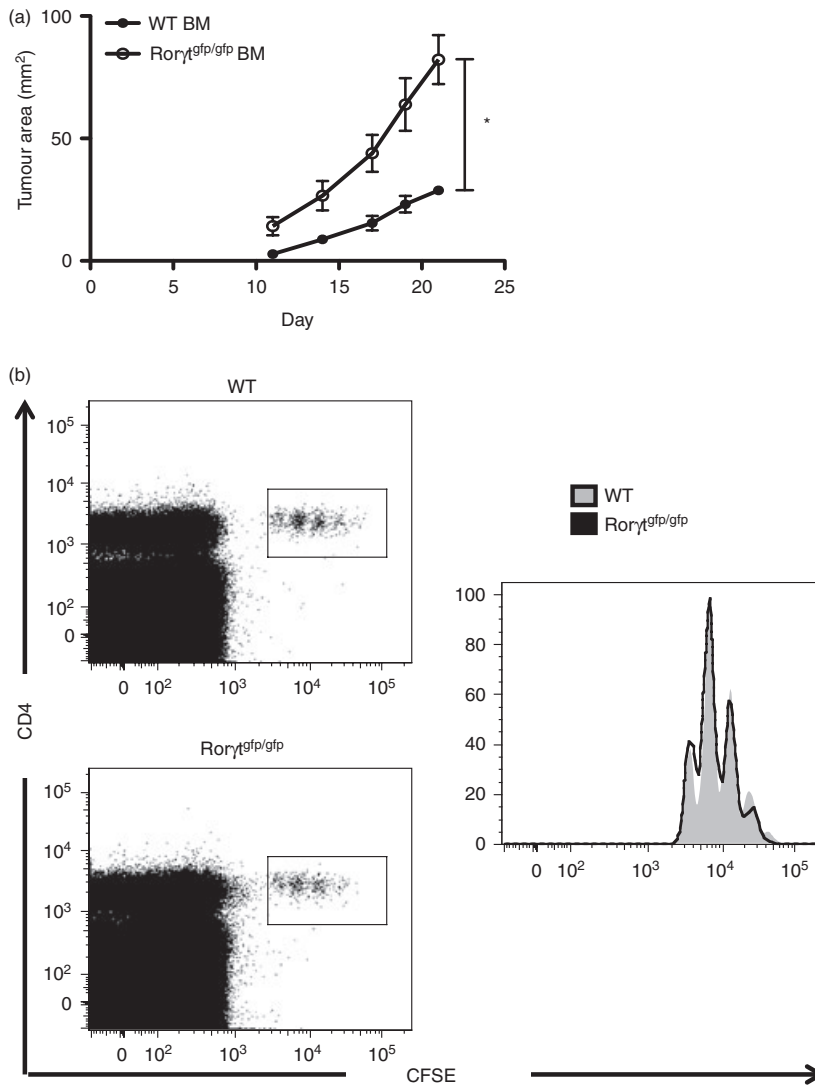 (a)
WT BM
Rorγt^gfp/gfp BM
Tumour area (mm²)
100
50
0
0 5 10 15 20 25
Day
*
(b)
WT
10⁵
10⁴
10³
10²
0
0 10² 10³ 10⁴ 10⁵
CD4
Rorγt^gfp/gfp
10⁵
10⁴
10³
10²
0
0 10² 10³ 10⁴ 10⁵
CFSE
WT
Rorγt^gfp/gfp
100
80
60
40
20
0
0 10² 10³ 10⁴ 10⁵